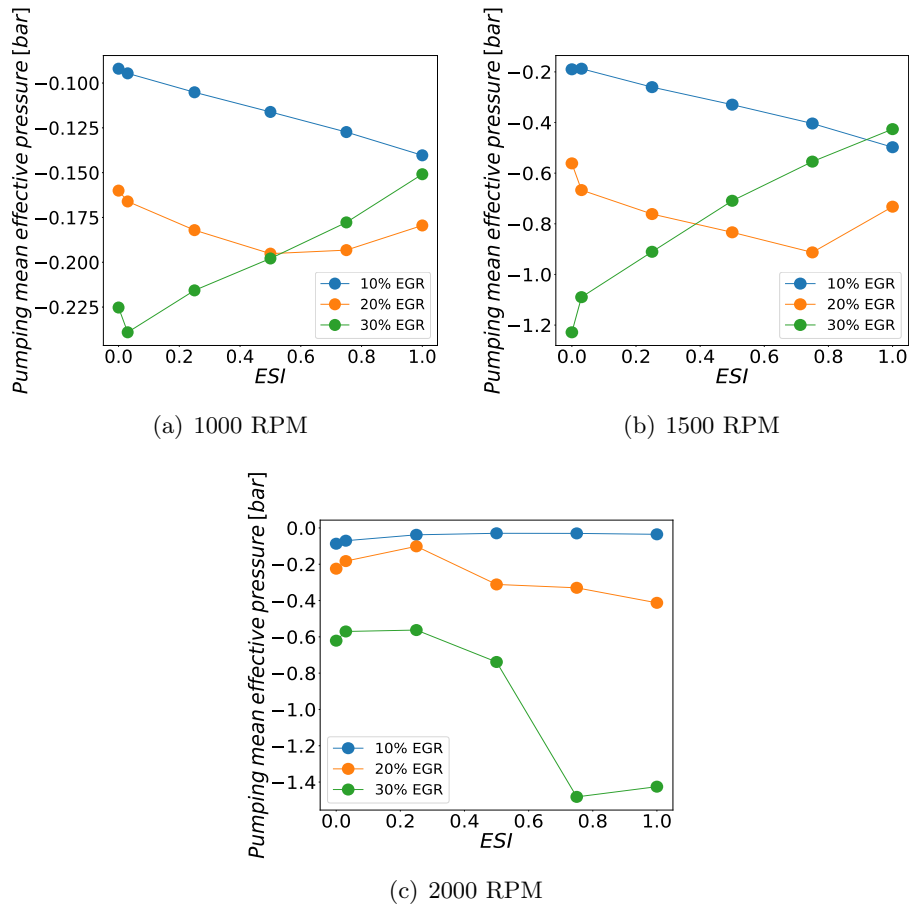 Pumping mean effective pressure [bar]
−0.100
−0.125
−0.150
−0.175
−0.200
−0.225
10% EGR
20% EGR
30% EGR
0.0 0.2 0.4 0.6 0.8 1.0
ESI
(a) 1000 RPM
Pumping mean effective pressure [bar]
−0.2
−0.4
−0.6
−0.8
−1.0
−1.2
10% EGR
20% EGR
30% EGR
0.0 0.2 0.4 0.6 0.8 1.0
ESI
(b) 1500 RPM
Pumping mean effective pressure [bar]
0.0
−0.2
−0.4
−0.6
−0.8
−1.0
−1.2
−1.4
10% EGR
20% EGR
30% EGR
0.0 0.2 0.4 0.6 0.8 1.0
ESI
(c) 2000 RPM